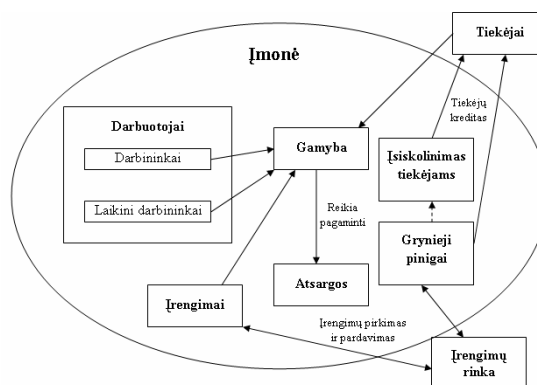 Tiekėjai
Įmonė
Tiekėjų
kreditas
Darbuotojai
Darbininkai
Laikini darbininkai
Gamyba
Įsiskolinimas
tiekėjams
Reikia
pagaminti
Grynieji
pinigai
Įrengimai
Atsargos
Įrengimų pirkimas
ir pardavimas
Įrengimų
rinka